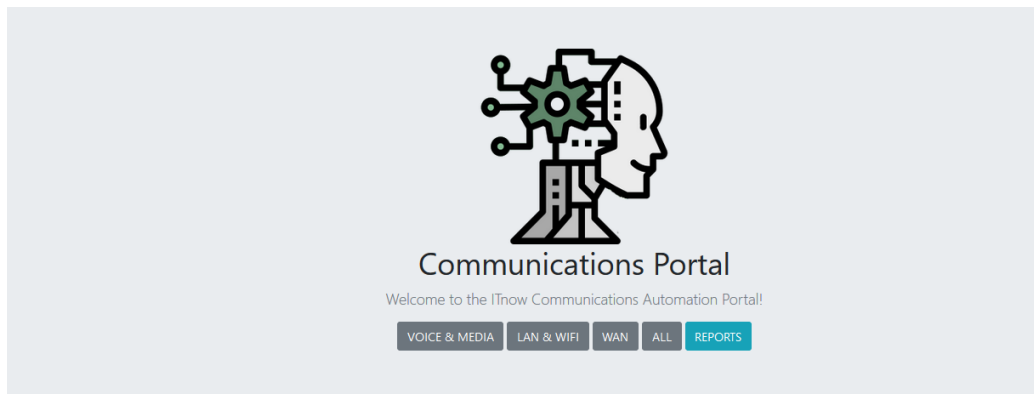 Communications Portal
Welcome to the ITnow Communications Automation Portal!
VOICE & MEDIA LAN & WIFI WAN ALL REPORTS